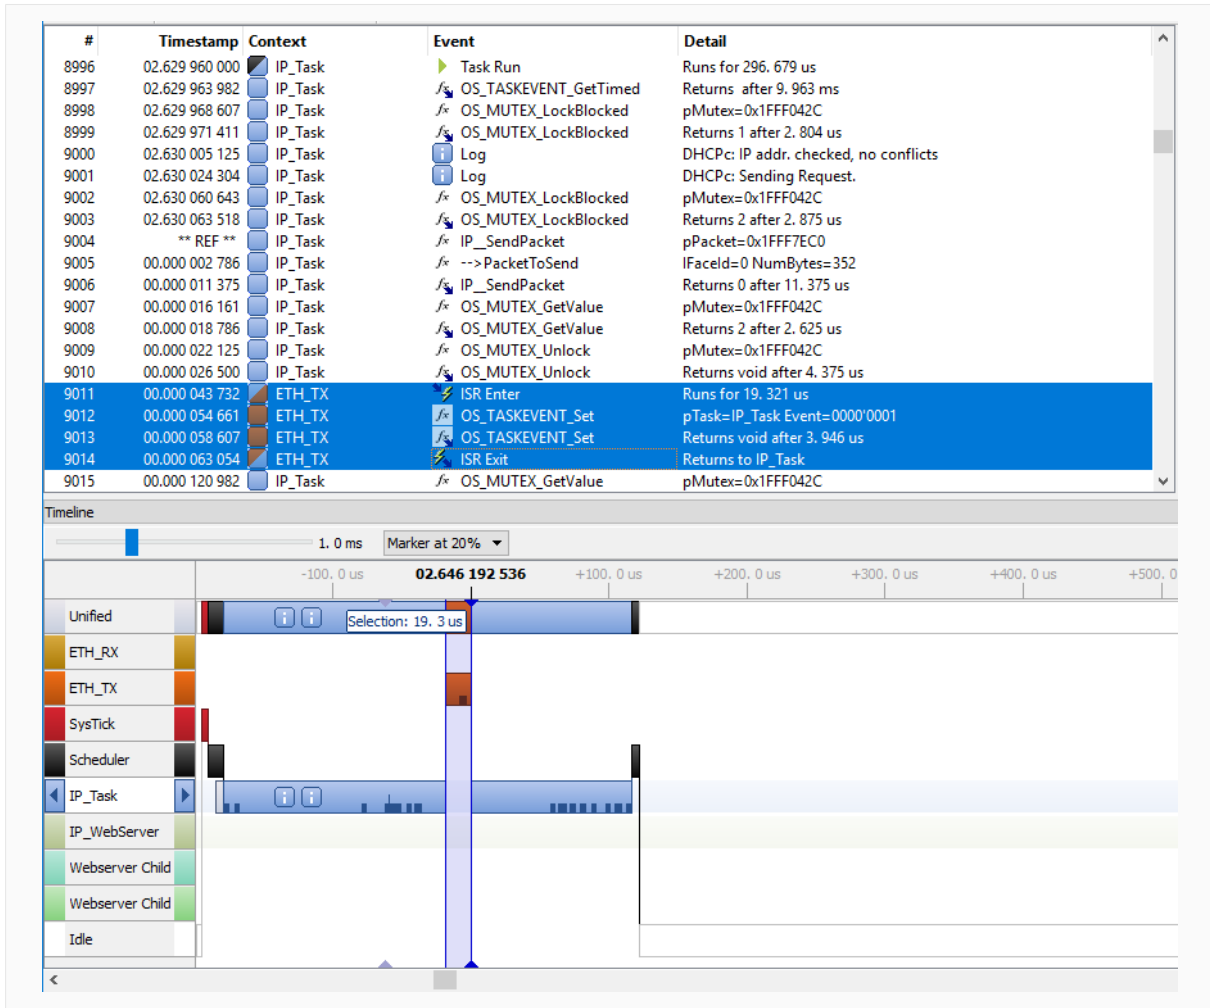 # Timestamp Context Event Detail
8996 02.629 960 000 IP_Task Task Run Runs for 296. 679 us
8997 02.629 963 982 IP_Task OS_TASKEVENT_GetTimed Returns after 9. 963 ms
8998 02.629 968 607 IP_Task OS_MUTEX_LockBlocked pMutex=0x1FFF042C
8999 02.629 971 411 IP_Task OS_MUTEX_LockBlocked Returns 1 after 2. 804 us
9000 02.630 005 125 IP_Task Log DHCPc: IP addr. checked, no conflicts
9001 02.630 024 304 IP_Task Log DHCPc: Sending Request.
9002 02.630 060 643 IP_Task OS_MUTEX_LockBlocked pMutex=0x1FFF042C
9003 02.630 063 518 IP_Task OS_MUTEX_LockBlocked Returns 2 after 2. 875 us
9004 ** REF ** IP_Task IP__SendPacket pPacket=0x1FFF7EC0
9005 00.000 002 786 IP_Task -->PacketToSend IFaceId=0 NumBytes=352
9006 00.000 011 375 IP_Task IP__SendPacket Returns 0 after 11. 375 us
9007 00.000 016 161 IP_Task OS_MUTEX_GetValue pMutex=0x1FFF042C
9008 00.000 018 786 IP_Task OS_MUTEX_GetValue Returns 2 after 2. 625 us
9009 00.000 022 125 IP_Task OS_MUTEX_Unlock pMutex=0x1FFF042C
9010 00.000 026 500 IP_Task OS_MUTEX_Unlock Returns void after 4. 375 us
9011 00.000 043 732 ETH_TX ISR Enter Runs for 19. 321 us
9012 00.000 054 661 ETH_TX OS_TASKEVENT_Set pTask=IP_Task Event=0000'0001
9013 00.000 058 607 ETH_TX OS_TASKEVENT_Set Returns void after 3. 946 us
9014 00.000 063 054 ETH_TX ISR Exit Returns to IP_Task
9015 00.000 120 982 IP_Task OS_MUTEX_GetValue pMutex=0x1FFF042C
Timeline
1. 0 ms Marker at 20%
-100. 0 us 02.646 192 536 +100. 0 us +200. 0 us +300. 0 us +400. 0 us +500. 0
Unified
Selection: 19. 3 us
ETH_RX
ETH_TX
SysTick
Scheduler
IP_Task
IP_WebServer
Webserver Child
Webserver Child
Idle